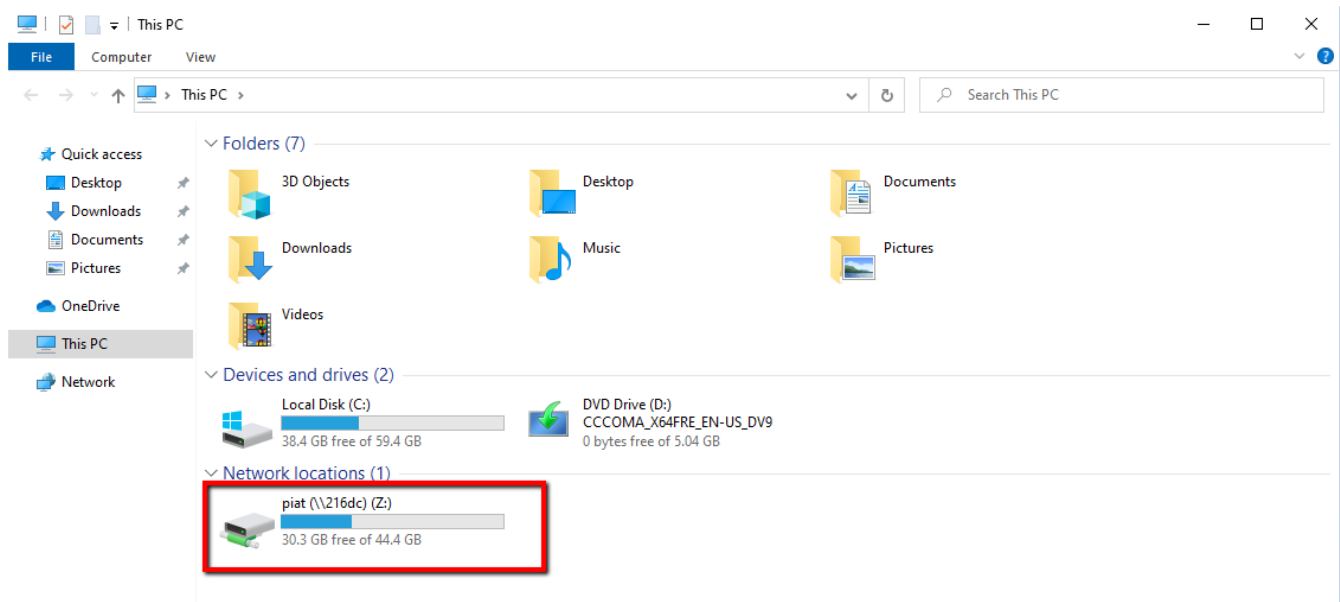 This PC
File Computer View
This PC
Search This PC
Quick access
Desktop
Downloads
Documents
Pictures
OneDrive
This PC
Network
Folders (7)
3D Objects
Desktop
Documents
Downloads
Music
Pictures
Videos
Devices and drives (2)
Local Disk (C:)
38.4 GB free of 59.4 GB
DVD Drive (D:)
CCCOMA_X64FRE_EN-US_DV9
0 bytes free of 5.04 GB
Network locations (1)
piat (\\216dc) (Z:)
30.3 GB free of 44.4 GB